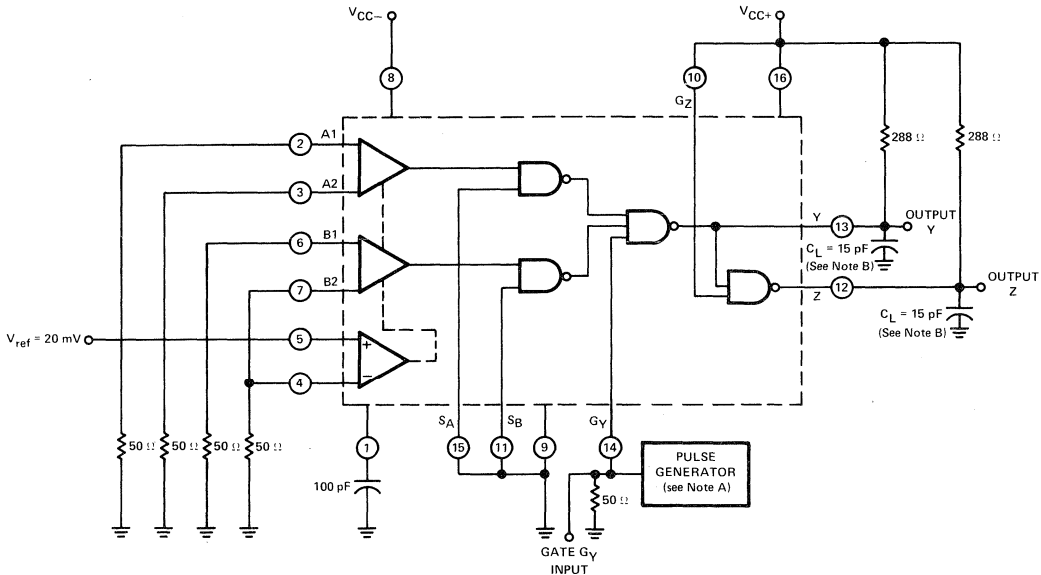 VCC−
VCC+
8
10
16
GZ
288 Ω
288 Ω
2
A1
3
A2
6
B1
7
B2
Y
13
OUTPUT
Y
CL = 15 pF
(See Note B)
Z
12
OUTPUT
Z
CL = 15 pF
(See Note B)
Vref = 20 mV
5
+
4
−
SA
SB
GY
50 Ω
50 Ω
50 Ω
50 Ω
1
15
11
9
14
PULSE
GENERATOR
(see Note A)
100 pF
50 Ω
GATE GY
INPUT